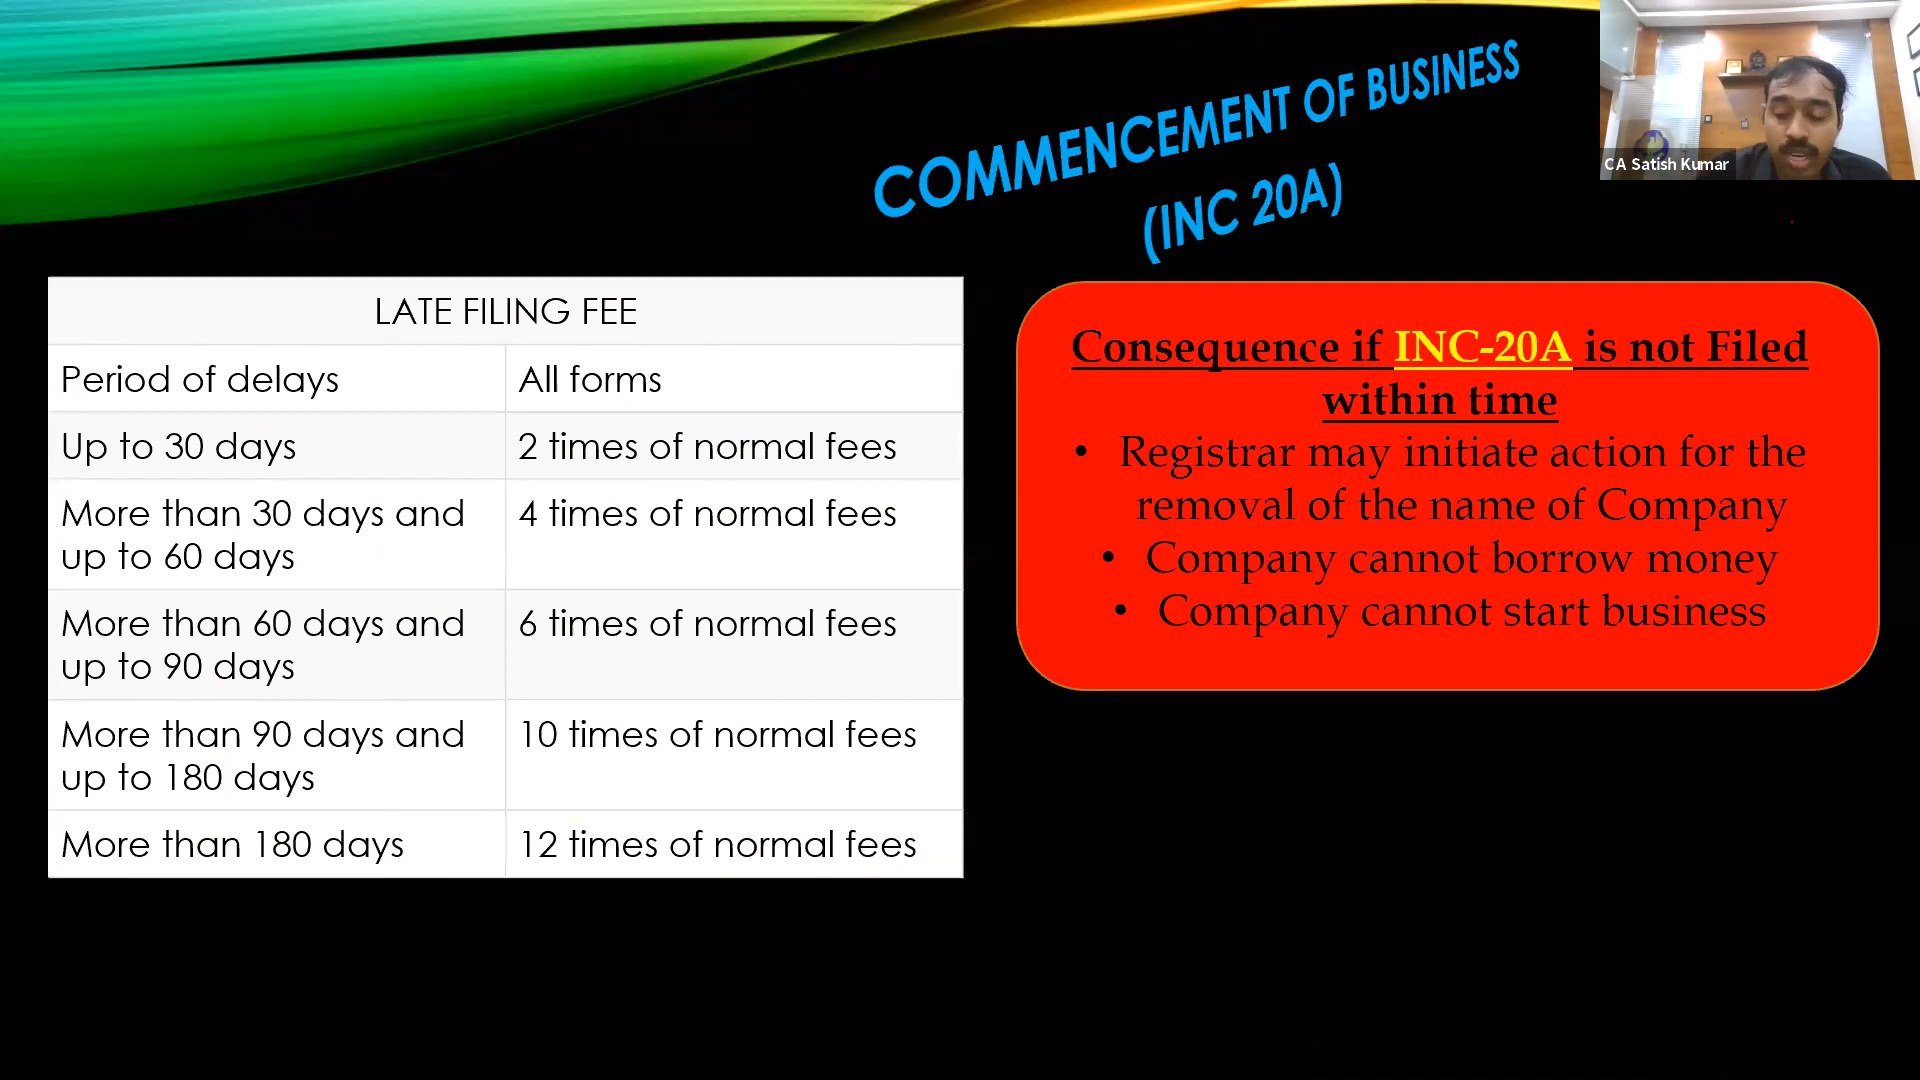 COMMENCEMENT OF BUSINESS
(INC 20A)
CA Satish Kumar
LATE FILING FEE
Period of delays
All forms
Up to 30 days
2 times of normal fees
More than 30 days and
up to 60 days
4 times of normal fees
More than 60 days and
up to 90 days
6 times of normal fees
More than 90 days and
up to 180 days
10 times of normal fees
More than 180 days
12 times of normal fees
Consequence if INC-20A is not Filed
within time
• Registrar may initiate action for the
removal of the name of Company
• Company cannot borrow money
• Company cannot start business